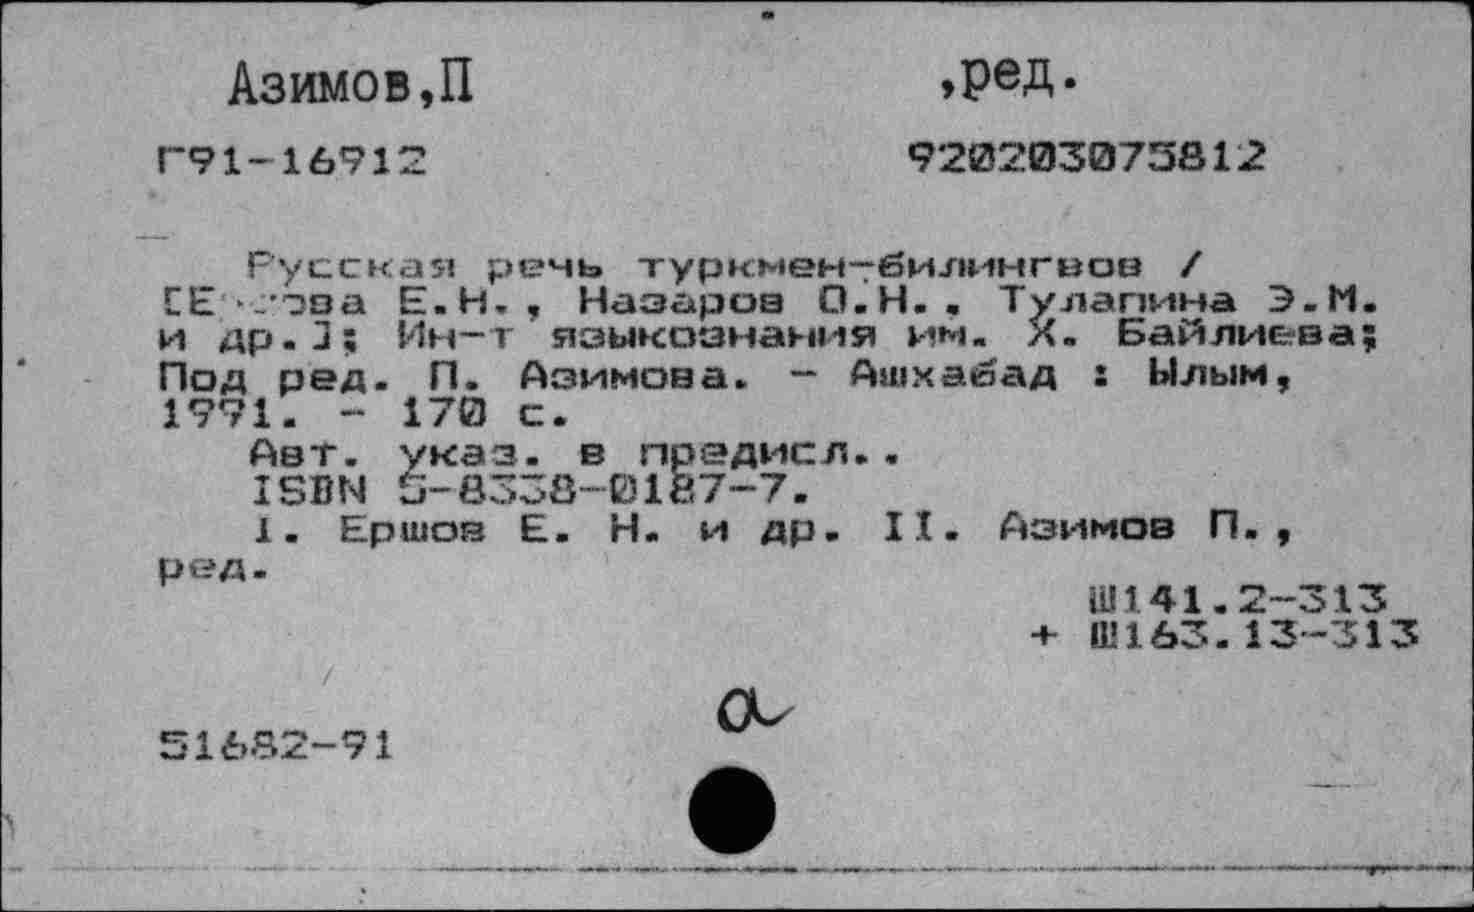 Азимов,П ,ред.
Г91-16912 920203075812
Русская речь туркмен-билингвов /
Е.Н., Назаров О.Н., Тулапина Э.М.
и др.]; Ин-т языкознания им. Х. Байлиева;
Под ред. П. Азимова. - Ашхабад : Ылым,
1991. - 170 с.
Авт. указ. в предисл..
ISBN 5-8338-0187-7.
I. Ершов Е. Н. и др. II. Азимов П.,
ред.
Ш141.2-313
+ Ш163.13-313
a
51682-91